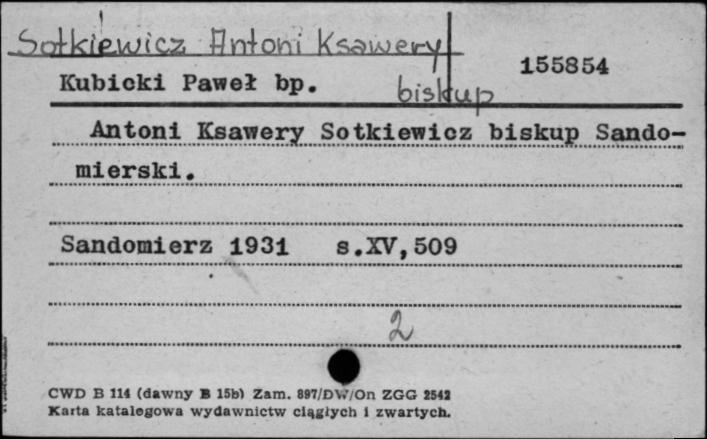 Sotkiewicz Antoni Ksawery
biskup
155854
Kubicki Paweł bp.
Antoni Ksawery Sotkiewicz biskup Sando-
mierski.
Sandomierz 1931 s.XV,509
2
CWD B 114 (dawny B 15b) Zam. 897/DW/On ZGG 2542
Karta katalogowa wydawnictw ciągłych i zwartych.